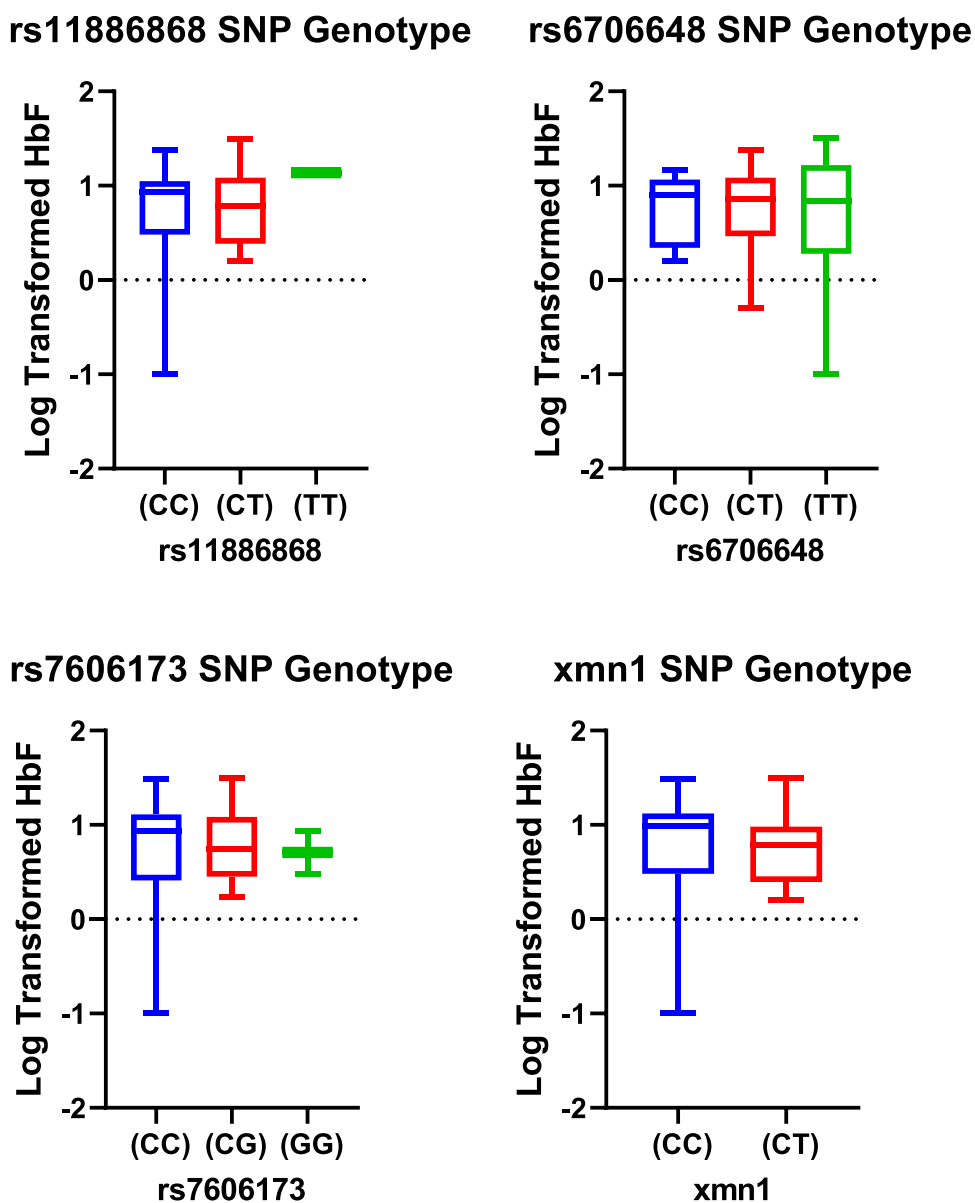 rs11886868 SNP Genotype
Log Transformed HbF
2
1
0
-1
-2
(CC) (CT) (TT)
rs11886868
rs6706648 SNP Genotype
Log Transformed HbF
2
1
0
-1
-2
(CC) (CT) (TT)
rs6706648
rs7606173 SNP Genotype
Log Transformed HbF
2
1
0
-1
-2
(CC) (CG) (GG)
rs7606173
xmn1 SNP Genotype
Log Transformed HbF
2
1
0
-1
-2
(CC) (CT)
xmn1